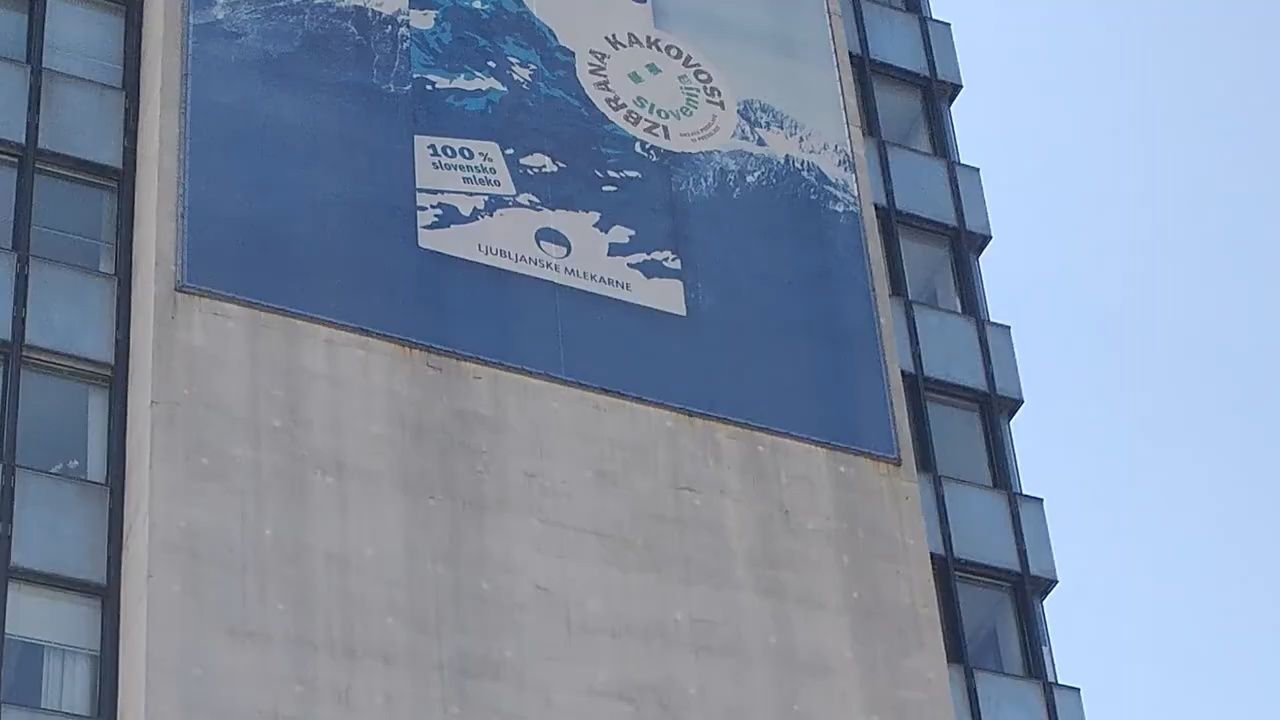 IZBRANA KAKOVOST
Slovenija
100 %
slovensko
mleko
LJUBLJANSKE MLEKARNE